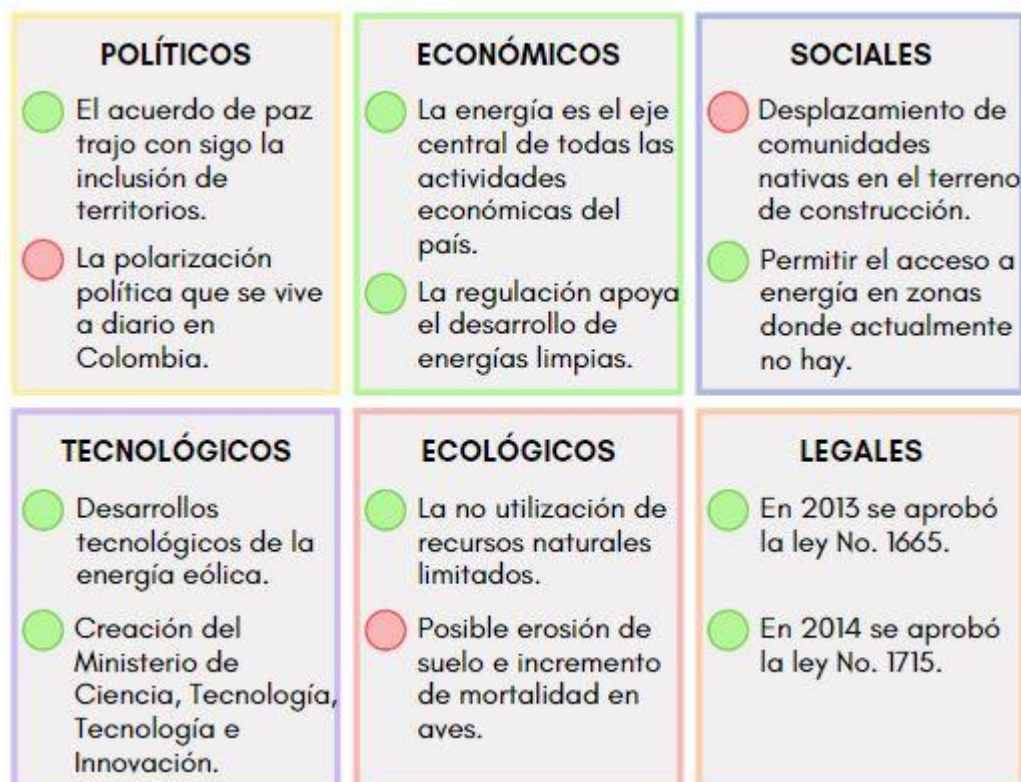 POLÍTICOS
El acuerdo de paz
trajo con sigo la
inclusión de
territorios.
La polarización
política que se vive
a diario en
Colombia.
ECONÓMICOS
La energía es el eje
central de todas las
actividades
económicas del
país.
La regulación apoya
el desarrollo de
energías limpias.
SOCIALES
Desplazamiento de
comunidades
nativas en el terreno
de construcción.
Permitir el acceso a
energía en zonas
donde actualmente
no hay.
TECNOLÓGICOS
Desarrollos
tecnológicos de la
energía eólica.
Creación del
Ministerio de
Ciencia, Tecnología,
Tecnología e
Innovación.
ECOLÓGICOS
La no utilización de
recursos naturales
limitados.
Posible erosión de
suelo e incremento
de mortalidad en
aves.
LEGALES
En 2013 se aprobó
la ley No. 1665.
En 2014 se aprobó
la ley No. 1715.